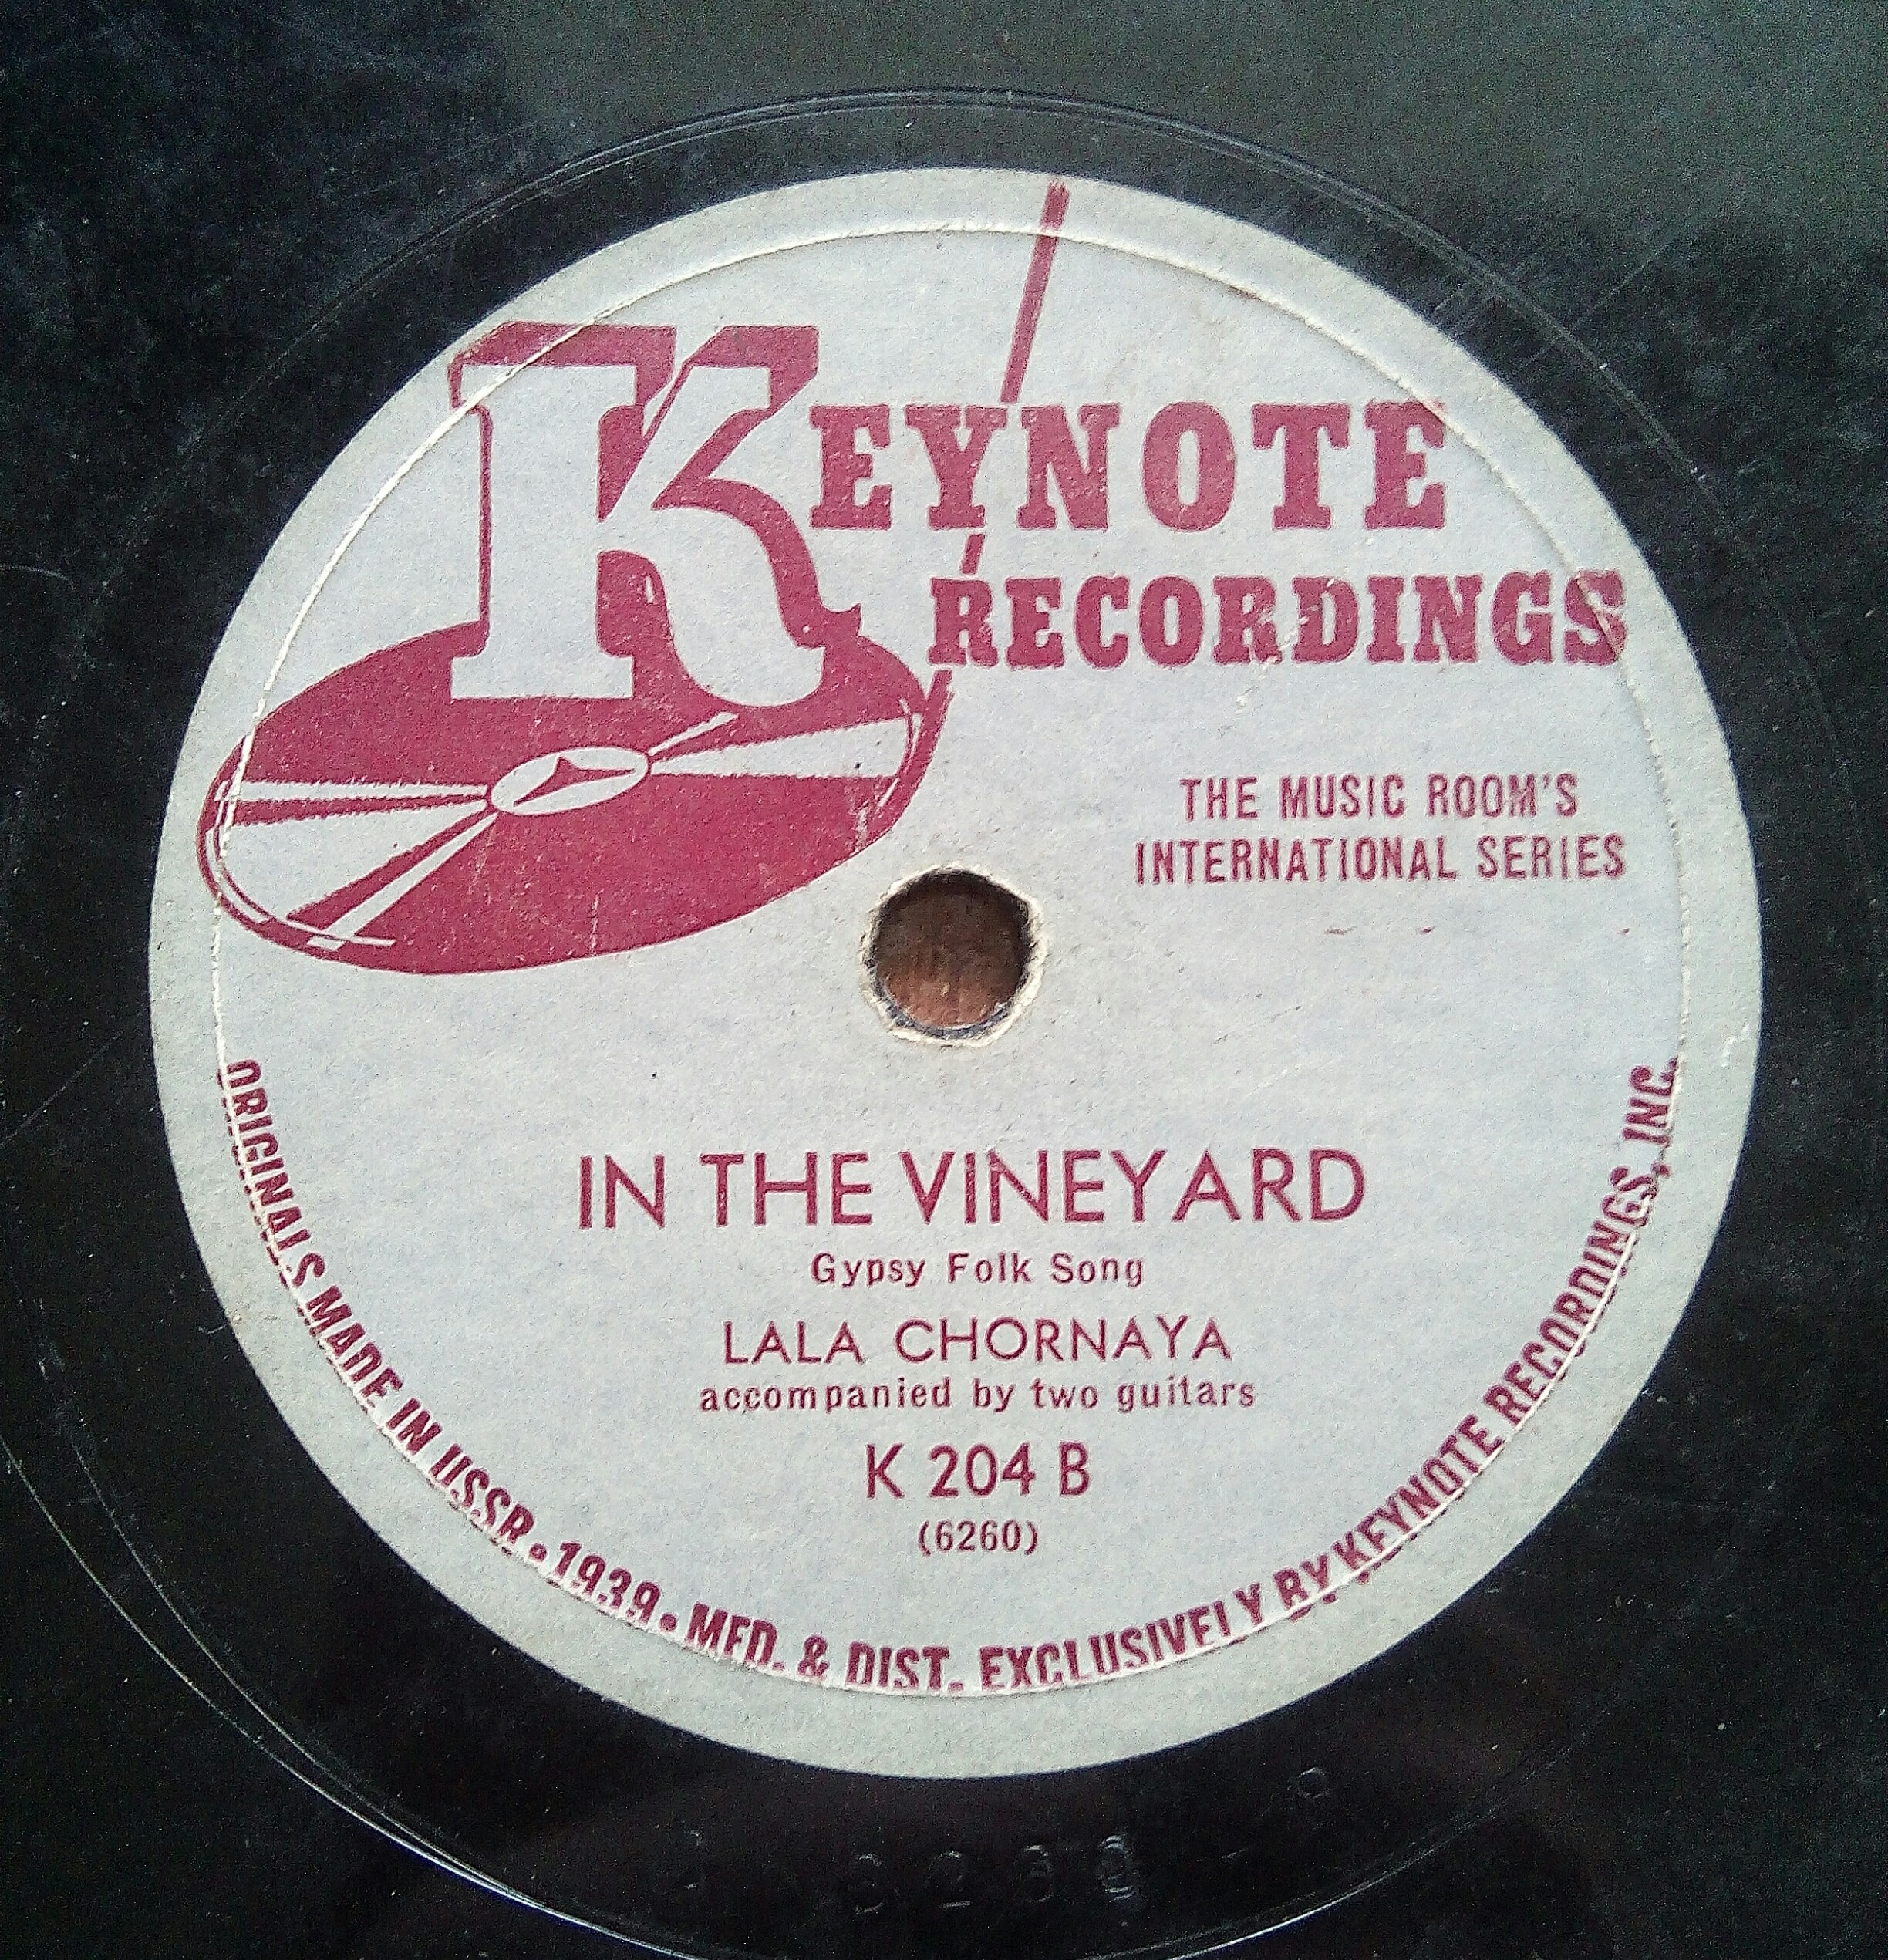 KEYNOTE
RECORDINGS
THE MUSIC ROOM'S
INTERNATIONAL SERIES
IN THE VINEYARD
Gypsy Folk Song
LALA CHORNAYA
accompanied by two guitars
K 204 B
(6260)
ORIGINALS MADE IN USSR • 1939 • MFD. & DIST. EXCLUSIVELY BY KEYNOTE RECORDINGS, INC.
6260